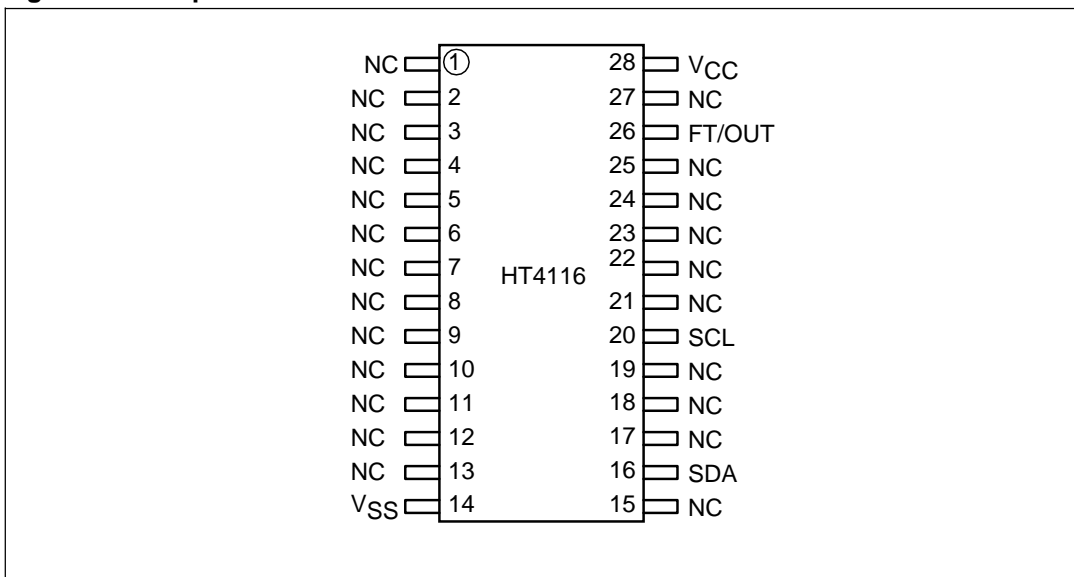 NC 1 28 VCC
NC 2 27 NC
NC 3 26 FT/OUT
NC 4 25 NC
NC 5 24 NC
NC 6 23 NC
NC 7 22 NC
HT4116
NC 8 21 NC
NC 9 20 SCL
NC 10 19 NC
NC 11 18 NC
NC 12 17 NC
NC 13 16 SDA
VSS 14 15 NC